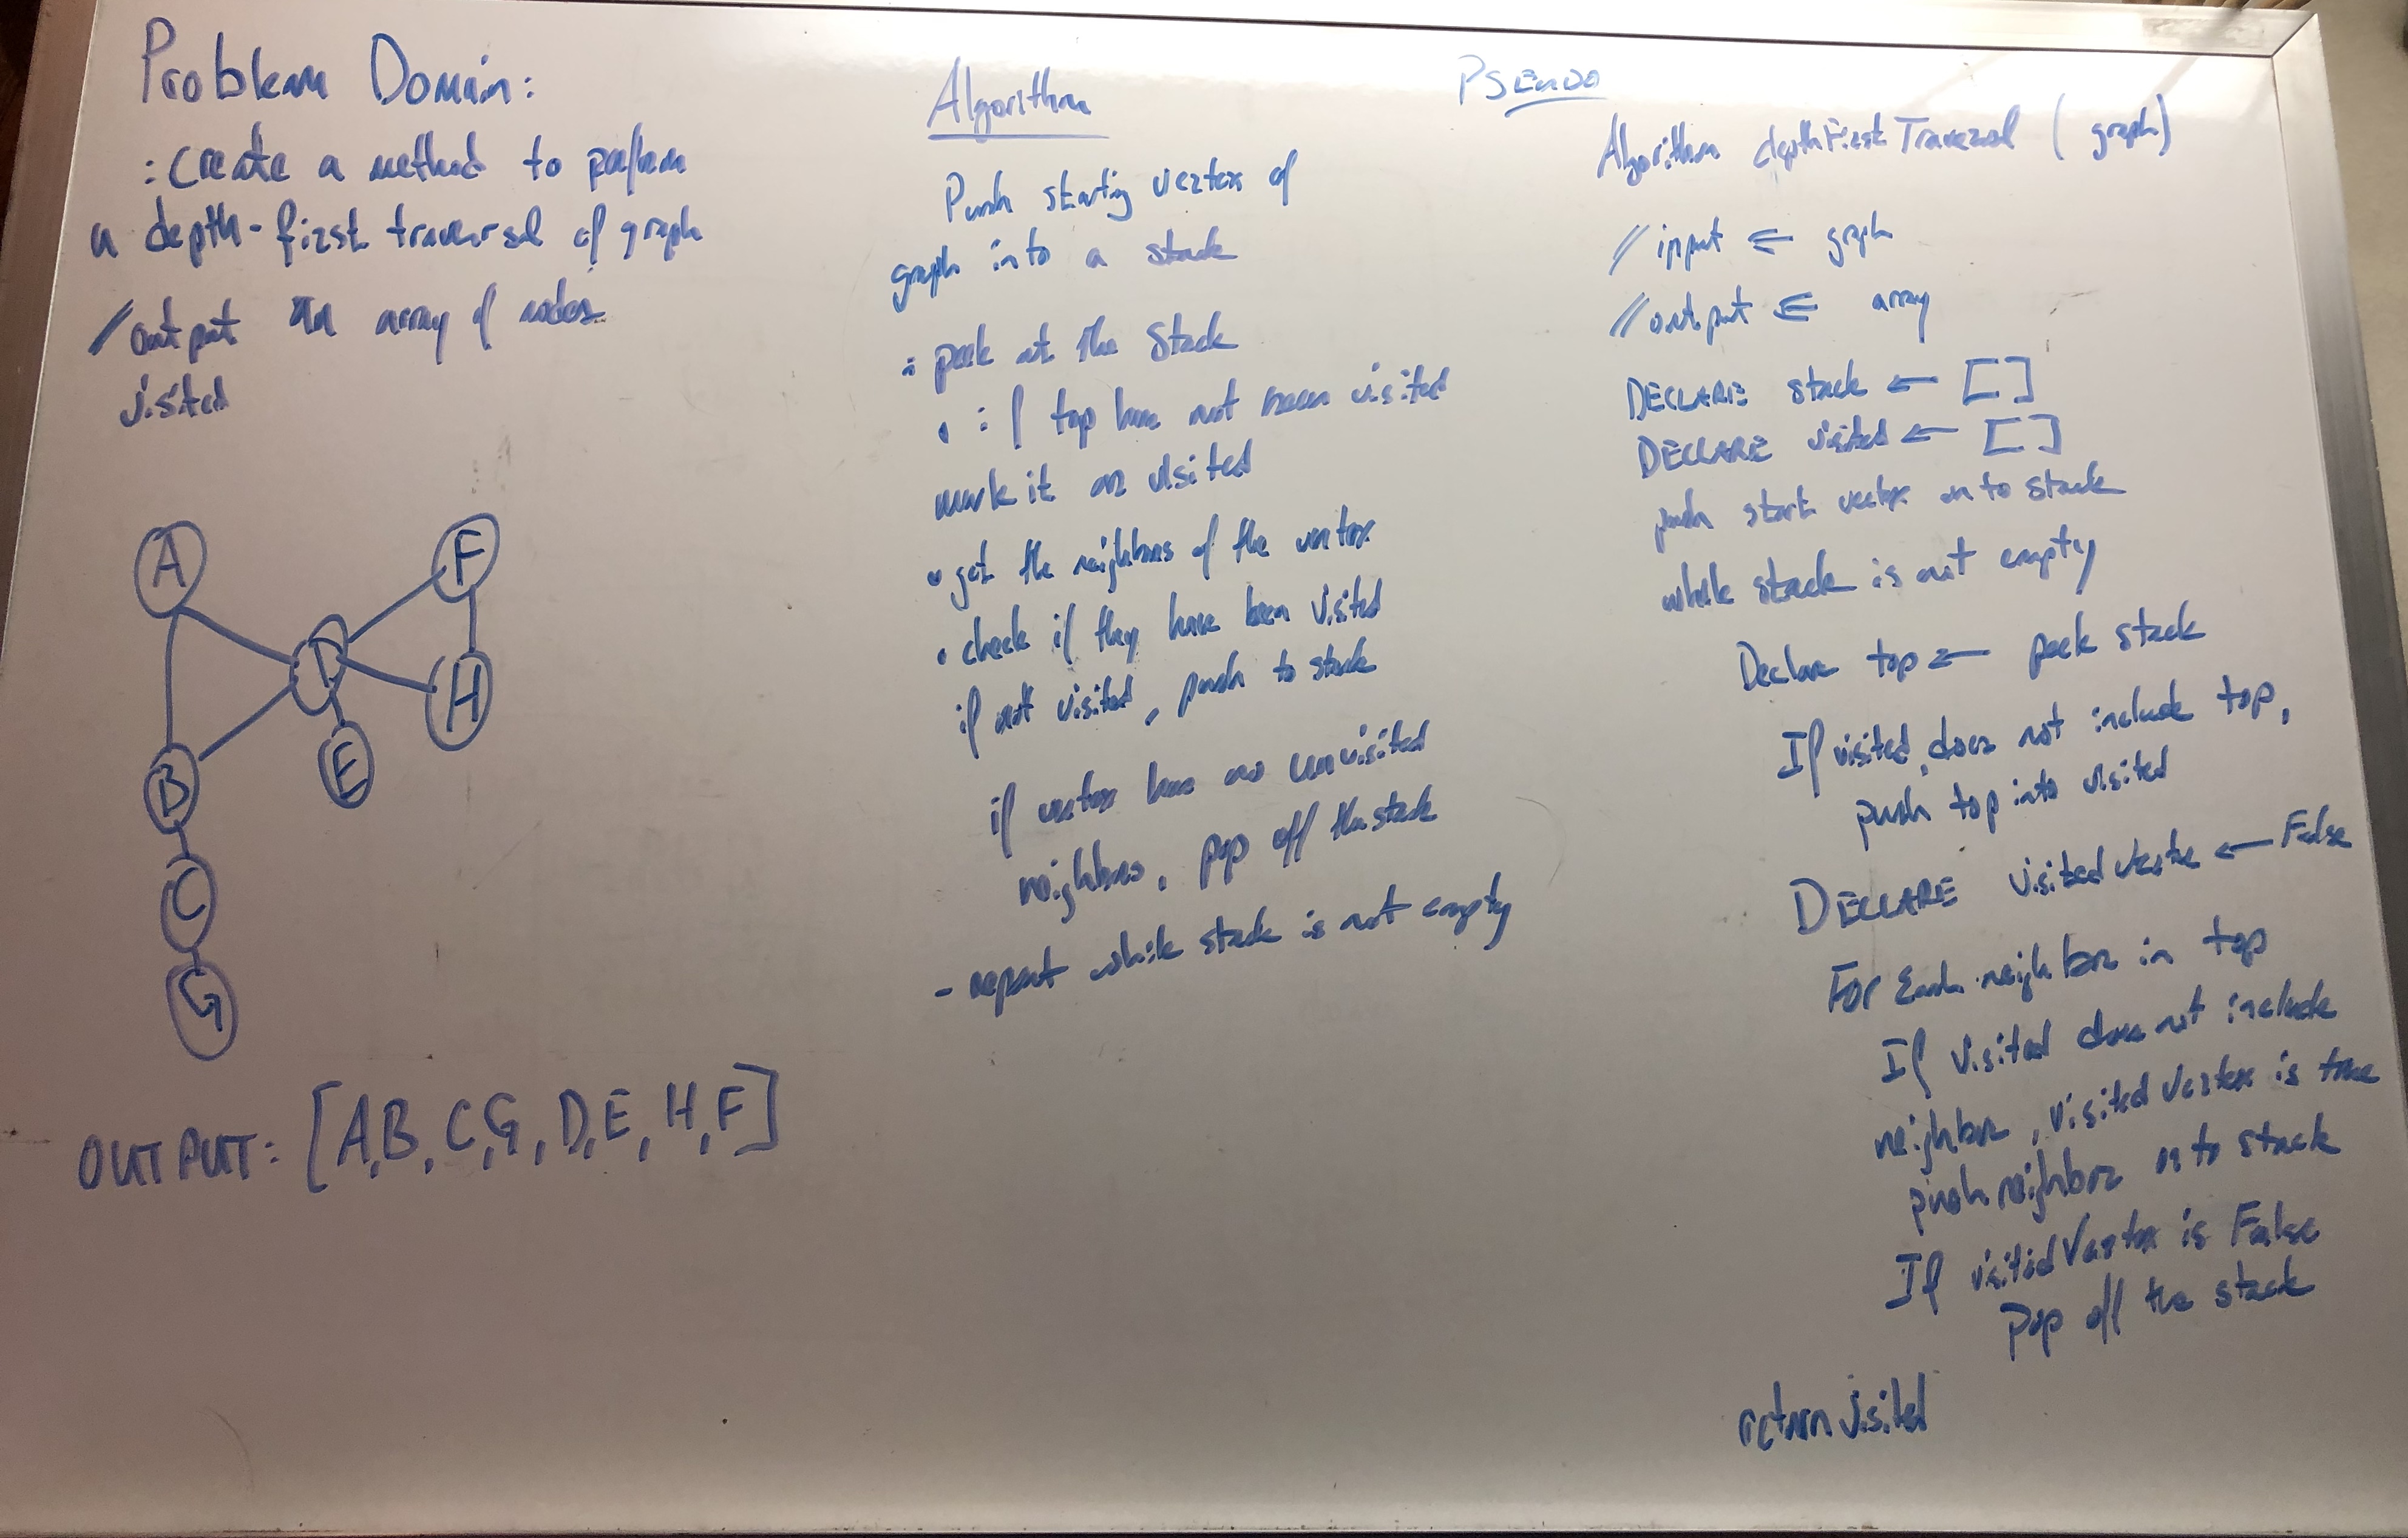 Problem Domain:
: create a method to perform
a depth-first traversal of graph
// output an array of nodes
visited
A
F
D
H
B
E
C
G
OUTPUT: [A, B, C, G, D, E, H, F]
Algorithm
Push starting vertex of
graph into a stack
: peek at the stack
• : if top has not been visited
mark it as visited
• get the neighbors of the vertex
• check if they have been visited
if not visited, push to stack
if vertex has no unvisited
neighbors, pop off the stack
- repeat while stack is not empty
PSEUDO
Algorithm depthFirstTraversal (graph)
// input ⇐ graph
// output ⇐ array
DECLARE stack ← []
DECLARE visited ← []
push start vertex onto stack
while stack is not empty
Declare top ← peek stack
If visited does not include top,
push top into visited
DECLARE visitedVertex ← False
For Each neighbor in top
If visited does not include
neighbor, visitedVertex is true
push neighbor onto stack
If visitedVertex is False
Pop off the stack
return visited